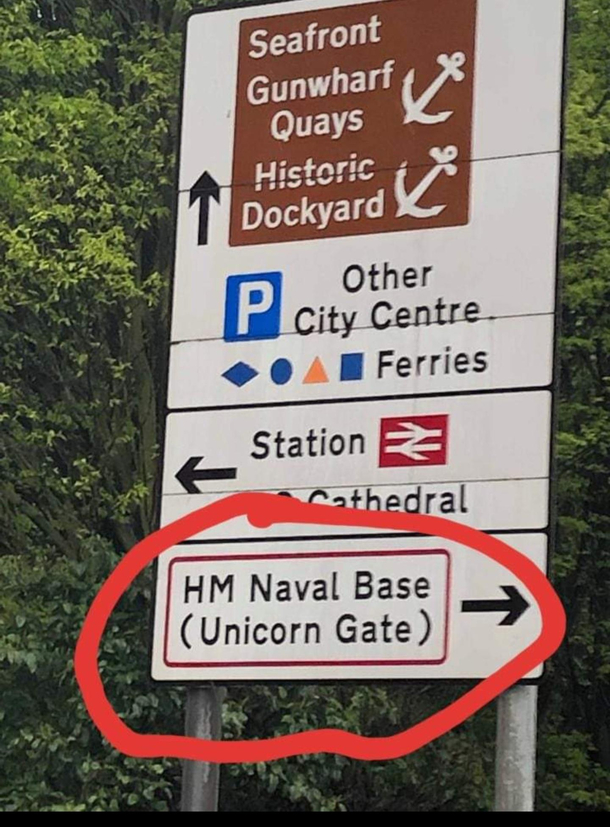 Seafront
Gunwharf
Quays
Historic
Dockyard
P
Other
City Centre
Ferries
Station
Cathedral
HM Naval Base
(Unicorn Gate)